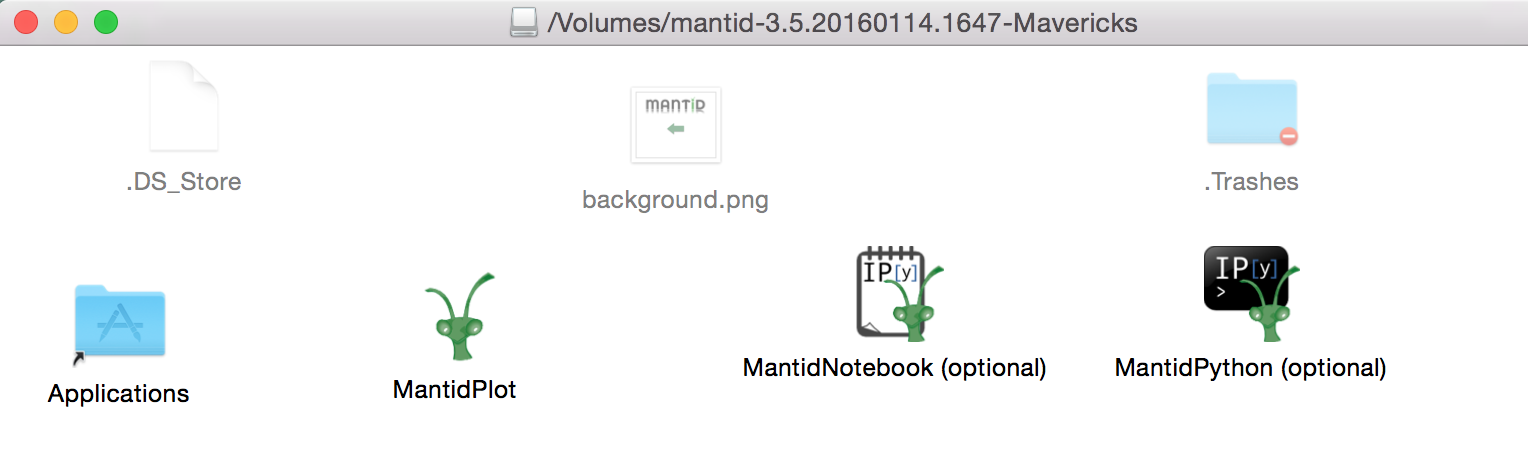 /Volumes/mantid-3.5.20160114.1647-Mavericks
MANTID
.DS_Store
background.png
.Trashes
IP[y]
IP[y]
>
Applications
MantidPlot
MantidNotebook (optional)
MantidPython (optional)